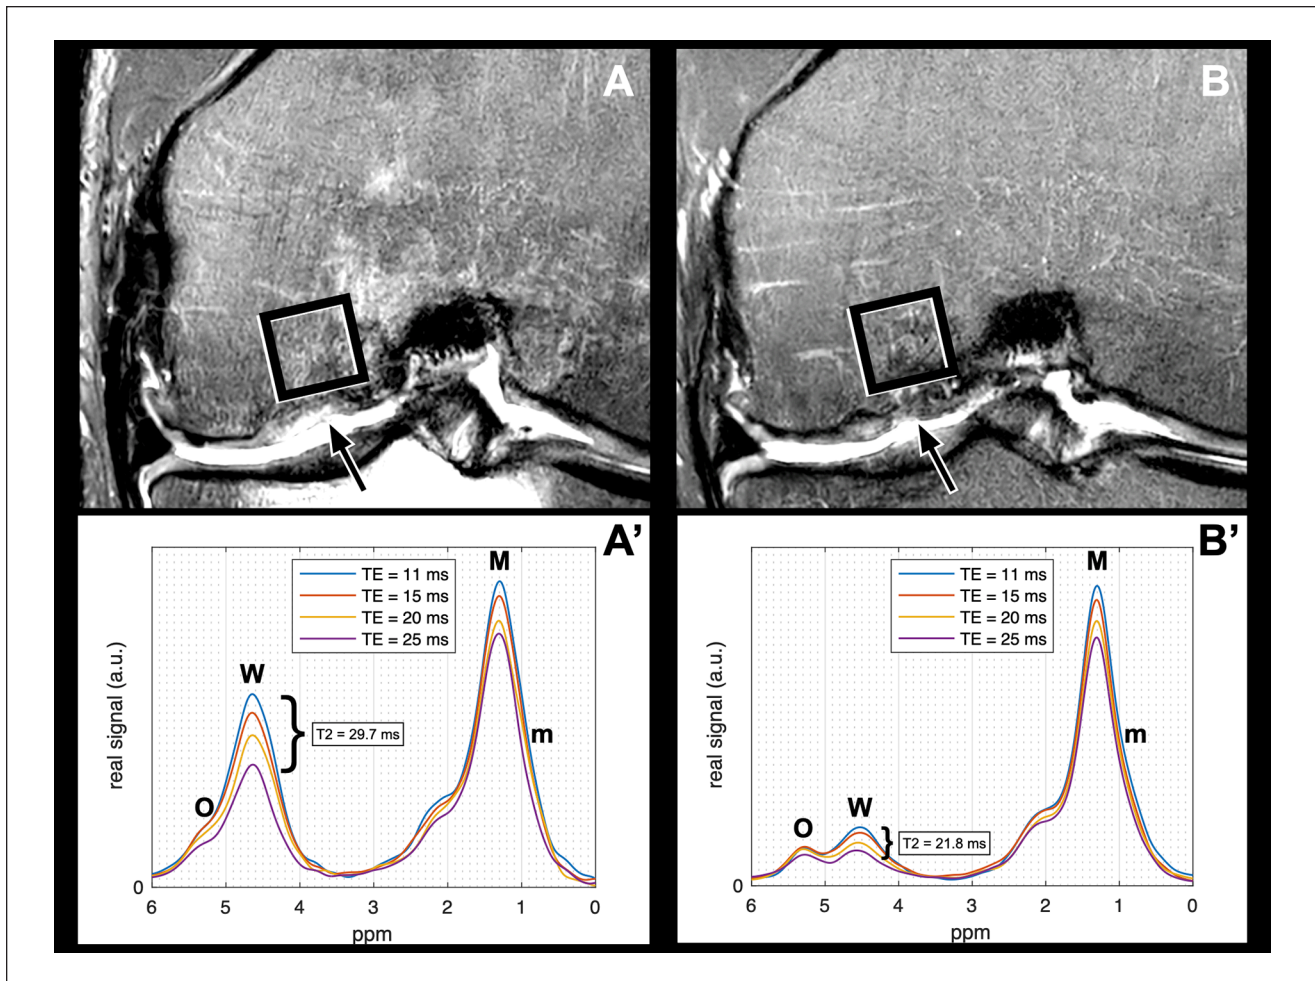 A
B
A'
M
TE = 11 ms
TE = 15 ms
TE = 20 ms
TE = 25 ms
W
T2 = 29.7 ms
m
O
real signal (a.u.)
0
6 5 4 3 2 1 0
ppm
B'
M
TE = 11 ms
TE = 15 ms
TE = 20 ms
TE = 25 ms
m
W
O
T2 = 21.8 ms
real signal (a.u.)
0
6 5 4 3 2 1 0
ppm